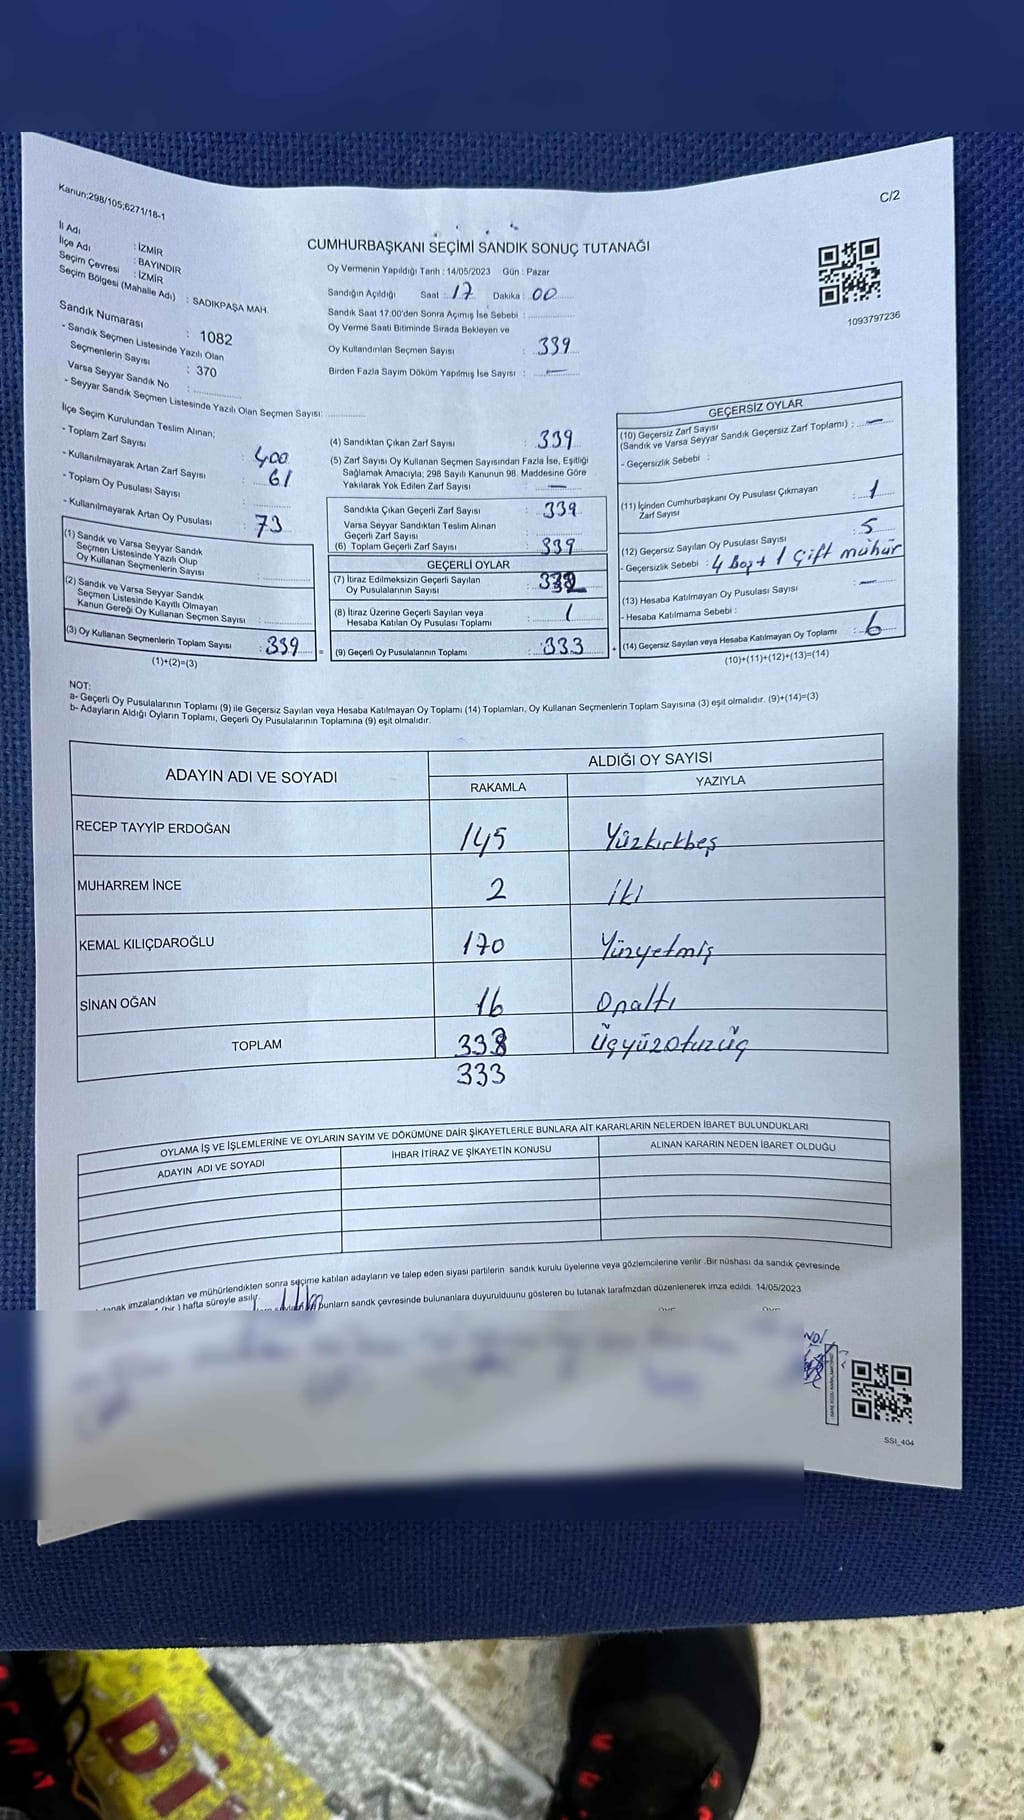 Kanun;298/105;6271/18-1
C/2
İl Adı : İZMİR
İlçe Adı : BAYINDIR
Seçim Çevresi : İZMİR
Seçim Bölgesi (Mahalle Adı) : SADIKPAŞA MAH.
Sandık Numarası : 1082
- Sandık Seçmen Listesinde Yazılı Olan
Seçmenlerin Sayısı : 370
Varsa Seyyar Sandık No :
- Seyyar Sandık Seçmen Listesinde Yazılı Olan Seçmen Sayısı:
CUMHURBAŞKANI SEÇİMİ SANDIK SONUÇ TUTANAĞI
Oy Vermenin Yapıldığı Tarih : 14/05/2023 Gün : Pazar
Sandığın Açıldığı Saat : 17 Dakika : 00
Sandık Saat 17:00'den Sonra Açımış İse Sebebi :
Oy Verme Saati Bitiminde Sırada Bekleyen ve
Oy Kullandırılan Seçmen Sayısı : 339
Birden Fazla Sayım Döküm Yapılmış İse Sayısı : —
1093797236
İlçe Seçim Kurulundan Teslim Alınan;
- Toplam Zarf Sayısı : 400
- Kullanılmayarak Artan Zarf Sayısı : 61
- Toplam Oy Pusulası Sayısı :
- Kullanılmayarak Artan Oy Pusulası : 73
(1) Sandık ve Varsa Seyyar Sandık
Seçmen Listesinde Yazılı Olup
Oy Kullanan Seçmenlerin Sayısı :
(2) Sandık ve Varsa Seyyar Sandık
Seçmen Listesinde Kayıtlı Olmayan
Kanun Gereği Oy Kullanan Seçmen Sayısı :
(3) Oy Kullanan Seçmenlerin Toplam Sayısı : 339
(1)+(2)=(3)
(4) Sandıktan Çıkan Zarf Sayısı : 339
(5) Zarf Sayısı Oy Kullanan Seçmen Sayısından Fazla İse, Eşitliği
Sağlamak Amacıyla; 298 Sayılı Kanunun 98. Maddesine Göre
Yakılarak Yok Edilen Zarf Sayısı : —
Sandıkta Çıkan Geçerli Zarf Sayısı : 339
Varsa Seyyar Sandıktan Teslim Alınan
Geçerli Zarf Sayısı :
(6) Toplam Geçerli Zarf Sayısı : 339
GEÇERLİ OYLAR
(7) İtiraz Edilmeksizin Geçerli Sayılan
Oy Pusulalarının Sayısı : 332
(8) İtiraz Üzerine Geçerli Sayılan veya
Hesaba Katılan Oy Pusulası Toplamı : 1
(9) Geçerli Oy Pusulalarının Toplamı : 333
GEÇERSİZ OYLAR
(10) Geçersiz Zarf Sayısı
(Sandık ve Varsa Seyyar Sandık Geçersiz Zarf Toplamı) : —
- Geçersizlik Sebebi :
(11) İçinden Cumhurbaşkanı Oy Pusulası Çıkmayan
Zarf Sayısı : 1
(12) Geçersiz Sayılan Oy Pusulası Sayısı : 5
- Geçersizlik Sebebi : 4 Boş + 1 Çift mühür
(13) Hesaba Katılmayan Oy Pusulası Sayısı : —
- Hesaba Katılmama Sebebi :
(14) Geçersiz Sayılan veya Hesaba Katılmayan Oy Toplamı : 6
(10)+(11)+(12)+(13)=(14)
NOT:
a- Geçerli Oy Pusulalarının Toplamı (9) ile Geçersiz Sayılan veya Hesaba Katılmayan Oy Toplamı (14) Toplamları, Oy Kullanan Seçmenlerin Toplam Sayısına (3) eşit olmalıdır. (9)+(14)=(3)
b- Adayların Aldığı Oyların Toplamı, Geçerli Oy Pusulalarının Toplamına (9) eşit olmalıdır.
ADAYIN ADI VE SOYADI
ALDIĞI OY SAYISI
RAKAMLA YAZIYLA
RECEP TAYYİP ERDOĞAN 145 Yüzkırkbeş
MUHARREM İNCE 2 iki
KEMAL KILIÇDAROĞLU 170 Yüzyetmiş
SİNAN OĞAN 16 onaltı
TOPLAM 333 Üçyüzotuzüç
333
OYLAMA İŞ VE İŞLEMLERİNE VE OYLARIN SAYIM VE DÖKÜMÜNE DAİR ŞİKAYETLERLE BUNLARA AİT KARARLARIN NELERDEN İBARET BULUNDUKLARI
ADAYIN ADI VE SOYADI
İHBAR İTİRAZ VE ŞİKAYETİN KONUSU
ALINAN KARARIN NEDEN İBARET OLDUĞU
imzalandıktan ve mühürlendikten sonra seçime katılan adayların ve talep eden siyasi partilerin sandık kurulu üyelerine veya gözlemcilerine verilir .Bir nüshası da sandık çevresinde
(bir ) hafta süreyle asılır.
bunların sandk çevresinde bulunanlara duyurulduunu gösteren bu tutanak tarafımzdan düzenlenerek imza edildi. 14/05/2023
SSI_404